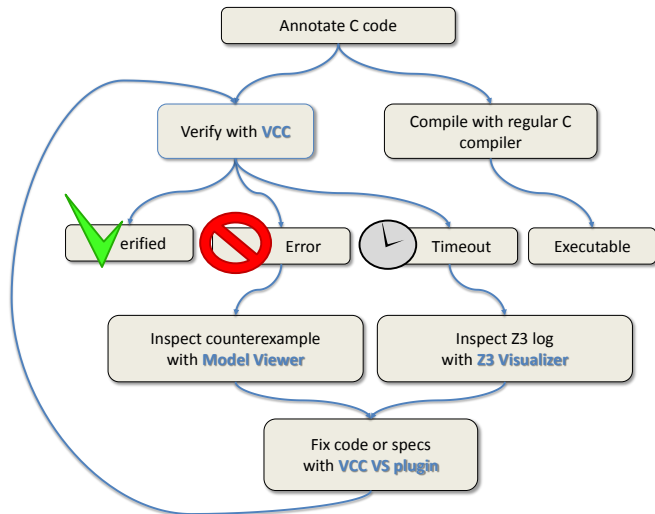 Annotate C code
Verify with VCC
Compile with regular C
compiler
erified
Error
Timeout
Executable
Inspect counterexample
with Model Viewer
Inspect Z3 log
with Z3 Visualizer
Fix code or specs
with VCC VS plugin